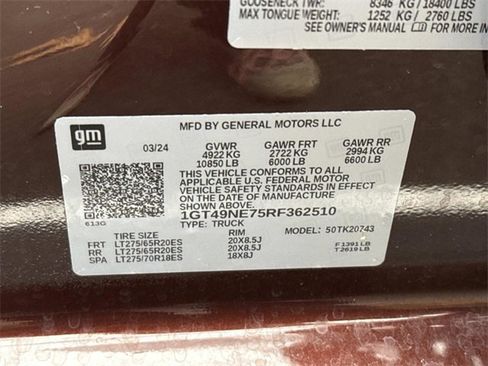 GOOSENECK TWR: 8346 KG / 18400 LBS
MAX TONGUE WEIGHT: 1252 KG / 2760 LBS
SEE OWNER'S MANUAL FOR MORE IN
gm
MFD BY GENERAL MOTORS LLC
03/24 GVWR GAWR FRT GAWR RR
4922 KG 2722 KG 2994 KG
10850 LB 6000 LB 6600 LB
THIS VEHICLE CONFORMS TO ALL
APPLICABLE U.S. FEDERAL MOTOR
VEHICLE SAFETY STANDARDS IN EFFECT ON
THE DATE OF MANUFACTURE SHOWN ABOVE.
613G 1GT49NE75RF362510
TYPE: TRUCK MODEL: 50TK20743
TIRE SIZE RIM
FRT LT275/65R20ES 20X8.5J F1391LB
RR LT275/65R20ES 20X8.5J T2619LB
SPA LT275/70R18ES 18X8J